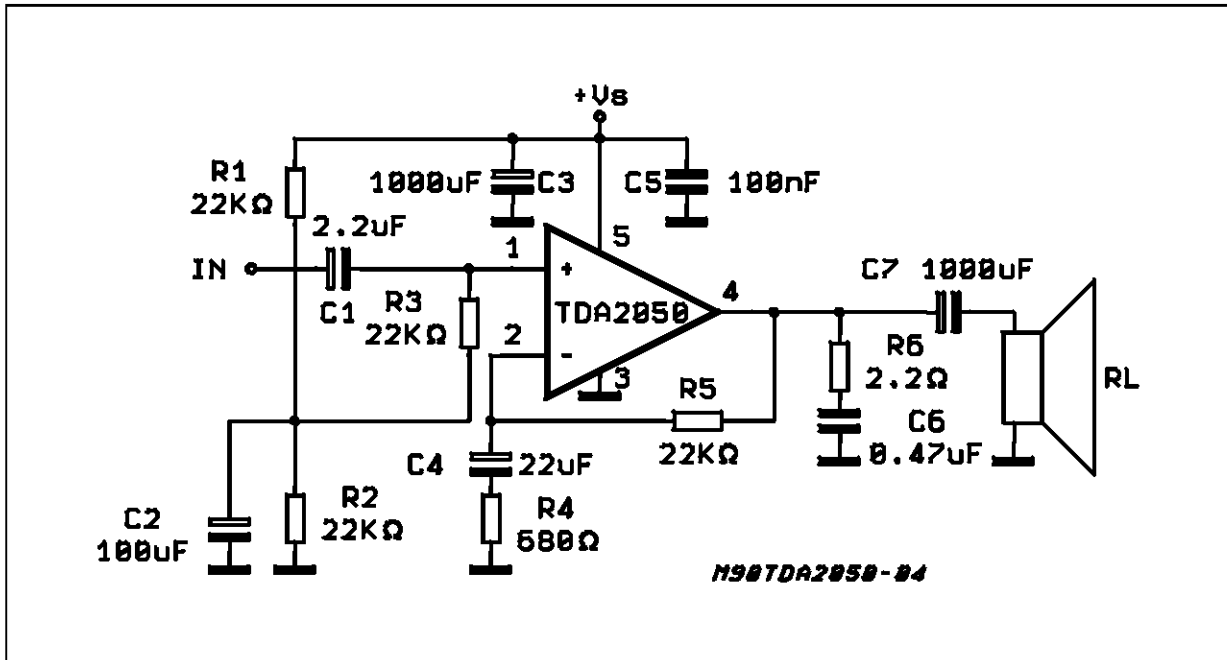 +Vs
R1
22KΩ
1000uF
C3
C5
100nF
2.2uF
1
5
IN
C1
R3
22KΩ
+
TDA2050
4
C7 1000uF
2
-
3
R5
22KΩ
R6
2.2Ω
C6
0.47uF
RL
C4
22uF
R4
680Ω
C2
100uF
R2
22KΩ
M90TDA2050-04